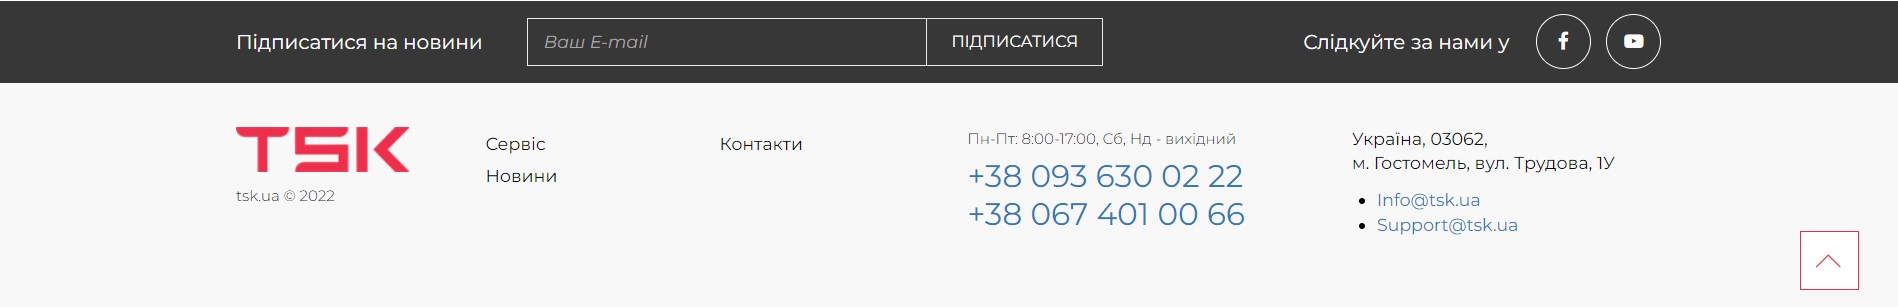 Підписатися на новини
Ваш E-mail
ПІДПИСАТИСЯ
Слідкуйте за нами у
TSK
tsk.ua © 2022
Сервіс
Новини
Контакти
Пн-Пт: 8:00-17:00, Сб, Нд - вихідний
+38 093 630 02 22
+38 067 401 00 66
Україна, 03062,
м. Гостомель, вул. Трудова, 1У
Info@tsk.ua
Support@tsk.ua